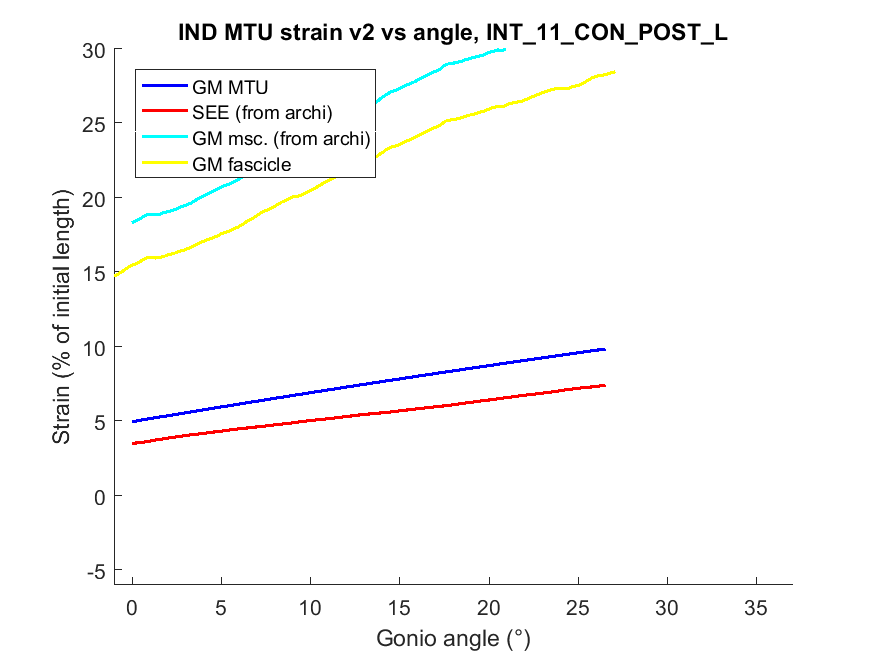 IND MTU strain v2 vs angle, INT_11_CON_POST_L
GM MTU
SEE (from archi)
GM msc. (from archi)
GM fascicle
Strain (% of initial length)
30
25
20
15
10
5
0
-5
0 5 10 15 20 25 30 35
Gonio angle (°)